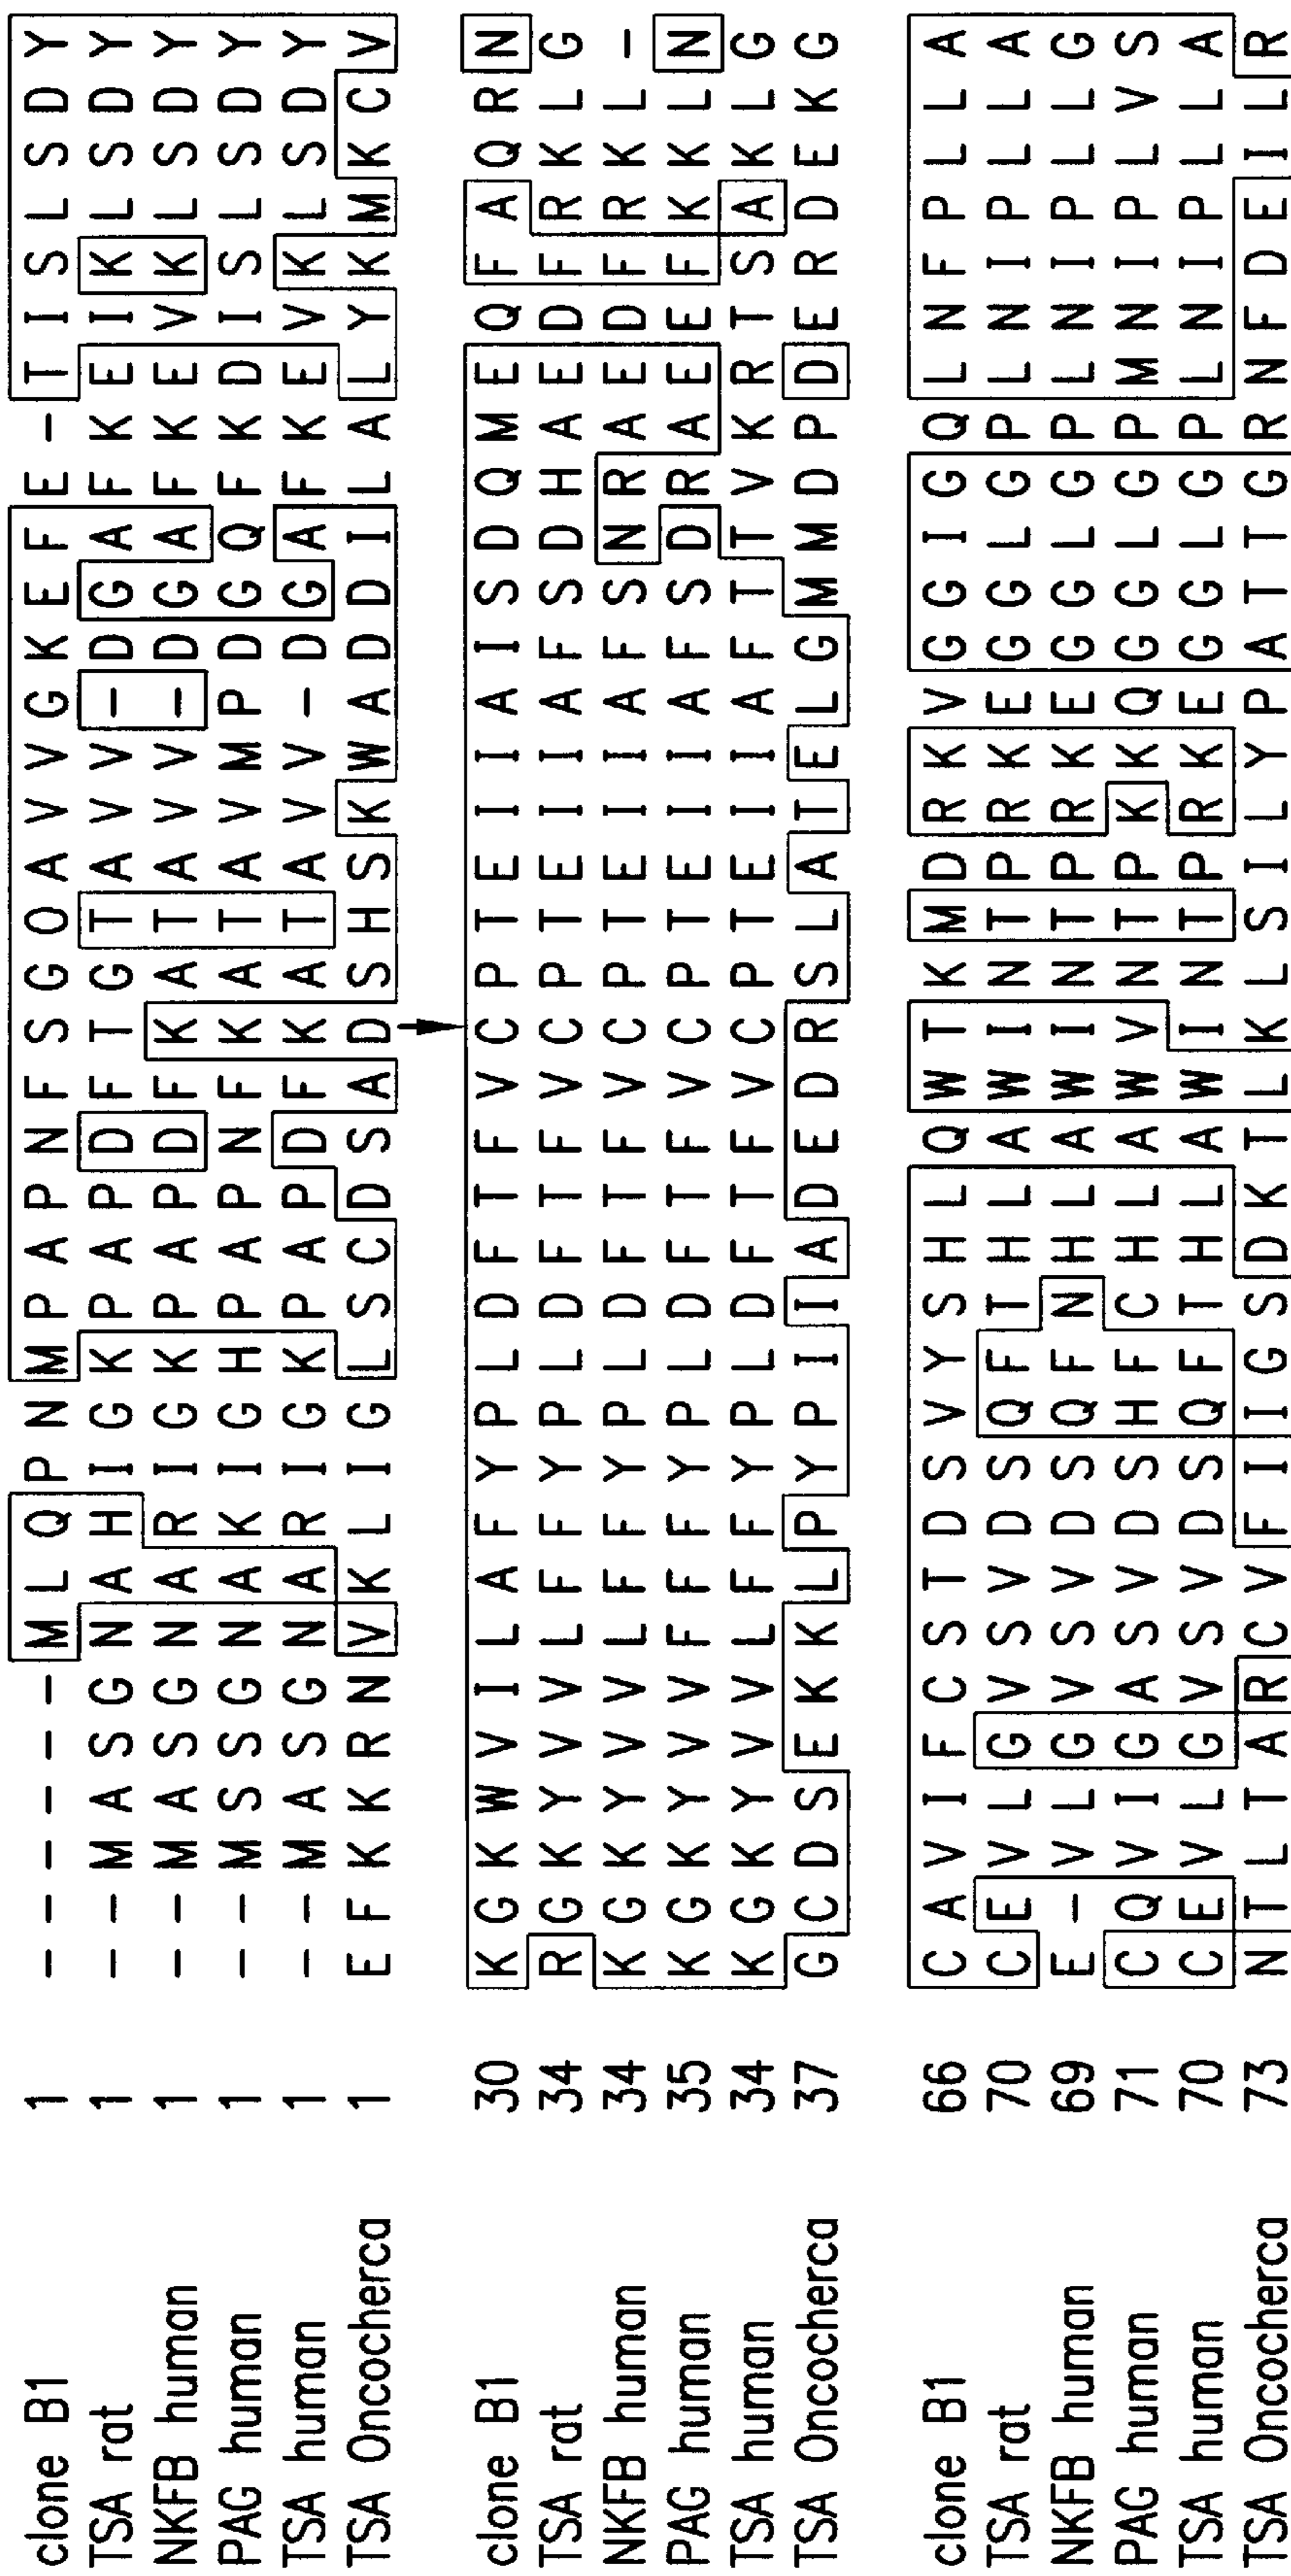 clone B1 1 - - - - - - M L Q P N M P A P N F S G O A V V G K E F E - T I S L S D Y
TSA rat 1 - - M A S G N A H I G K P A P D F T G T A V V - D G A F K E I K L S D Y
NKFB human 1 - - M A S G N A R I G K P A P D F K A T A V V - D G A F K E V K L S D Y
PAG human 1 - - M S S G N A K I G H P A P N F K A T A V M P D G Q F K D I S L S D Y
TSA human 1 - - M A S G N A R I G K P A P D F K A T A V V - D G A F K E V K L S D Y
TSA Oncocherca 1 E F K K R N V K L I G L S C D S A D S H S K W A D D I L A L Y K M K C V
clone B1 30 K G K W V I L A F Y P L D F T F V C P T E I I A I S D Q M E Q F A Q R N
TSA rat 34 R G K Y V V L F F Y P L D F T F V C P T E I I A F S D H A E D F R K L G
NKFB human 34 K G K Y V V L F F Y P L D F T F V C P T E I I A F S N R A E D F R K L -
PAG human 35 K G K Y V V F F F Y P L D F T F V C P T E I I A F S D R A E E F K K L N
TSA human 34 K G K Y V V L F F Y P L D F T F V C P T E I I A F T T V K R T S A K L G
TSA Oncocherca 37 G C D S E K K L P Y P I I A D E D R S L A T E L G M M D P D E R D E K G
clone B1 66 C A V I F C S T D S V Y S H L Q W T K M D R K V G G I G Q L N F P L L A
TSA rat 70 C E V L G V S V D S Q F T H L A W I N T P R K E G G L G P L N I P L L A
NKFB human 69 E - V L G V S V D S Q F N H L A W I N T P R K E G G L G P L N I P L L G
PAG human 71 C Q V I G A S V D S H F C H L A W V N T P K K Q G G L G P M N I P L V S
TSA human 70 C E V L G V S V D S Q F T H L A W I N T P R K E G G L G P L N I P L L A
TSA Oncocherca 73 N T L T A R C V F I I G S D K T L K L S I L Y P A T T G R N F D E I L R